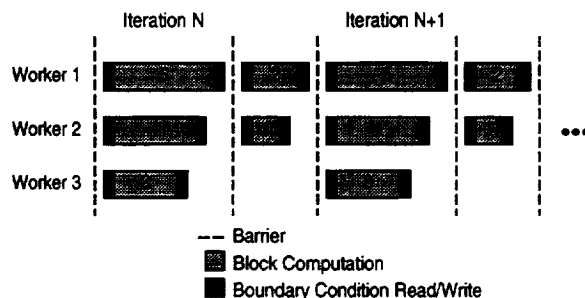 Iteration N Iteration N+1
Worker 1
Worker 2
•••
Worker 3
--- Barrier
Block Computation
Boundary Condition Read/Write